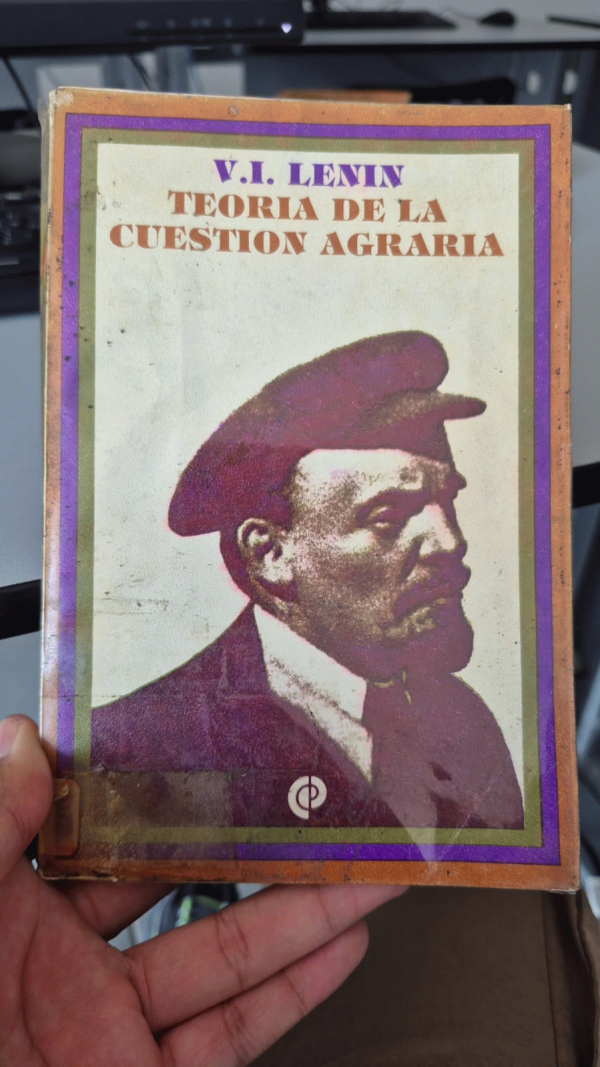 V.I. LENIN
TEORIA DE LA
CUESTION AGRARIA